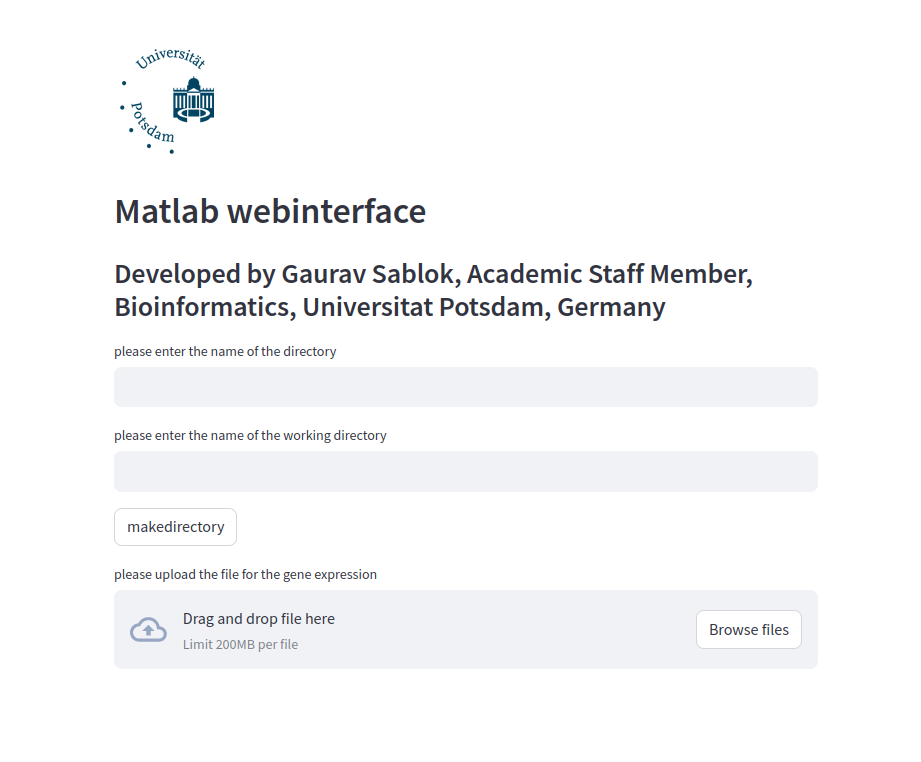 Universität
Potsdam
Matlab webinterface
Developed by Gaurav Sablok, Academic Staff Member,
Bioinformatics, Universitat Potsdam, Germany
please enter the name of the directory
please enter the name of the working directory
makedirectory
please upload the file for the gene expression
Drag and drop file here
Limit 200MB per file
Browse files